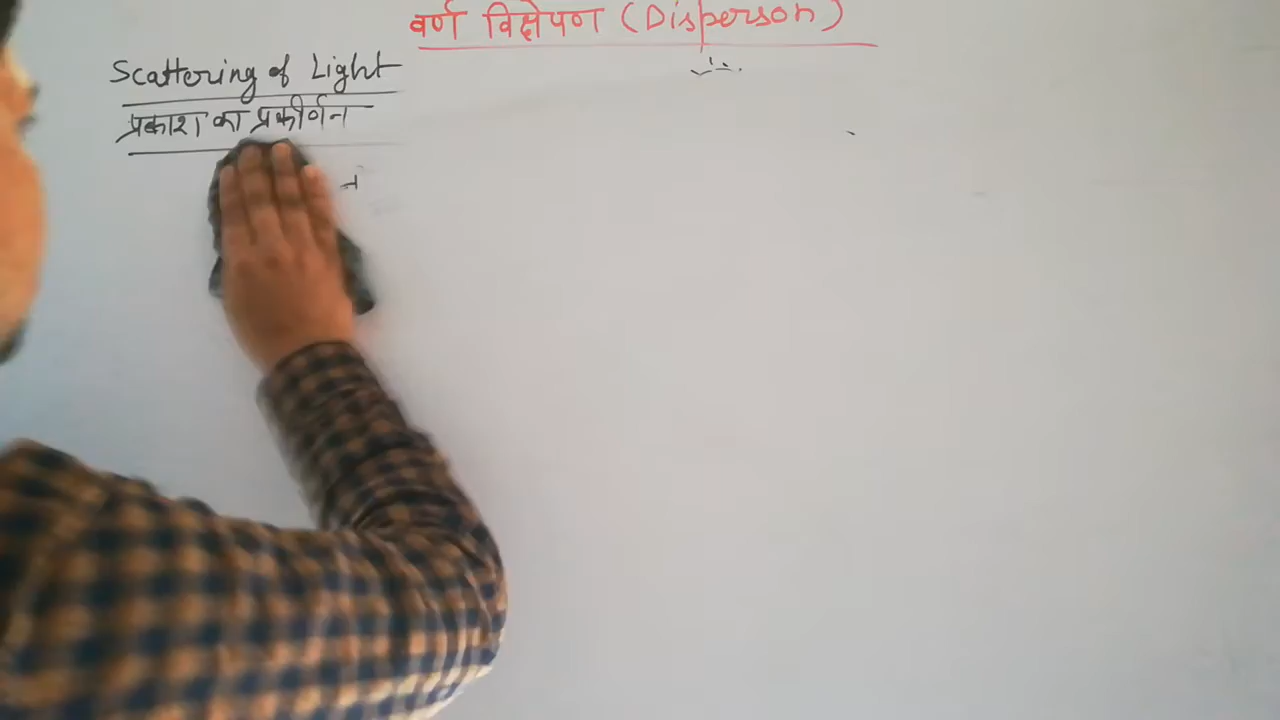 वर्ण विक्षेपण (Disperson)
Scattering of Light
प्रकाश का प्रकीर्णन